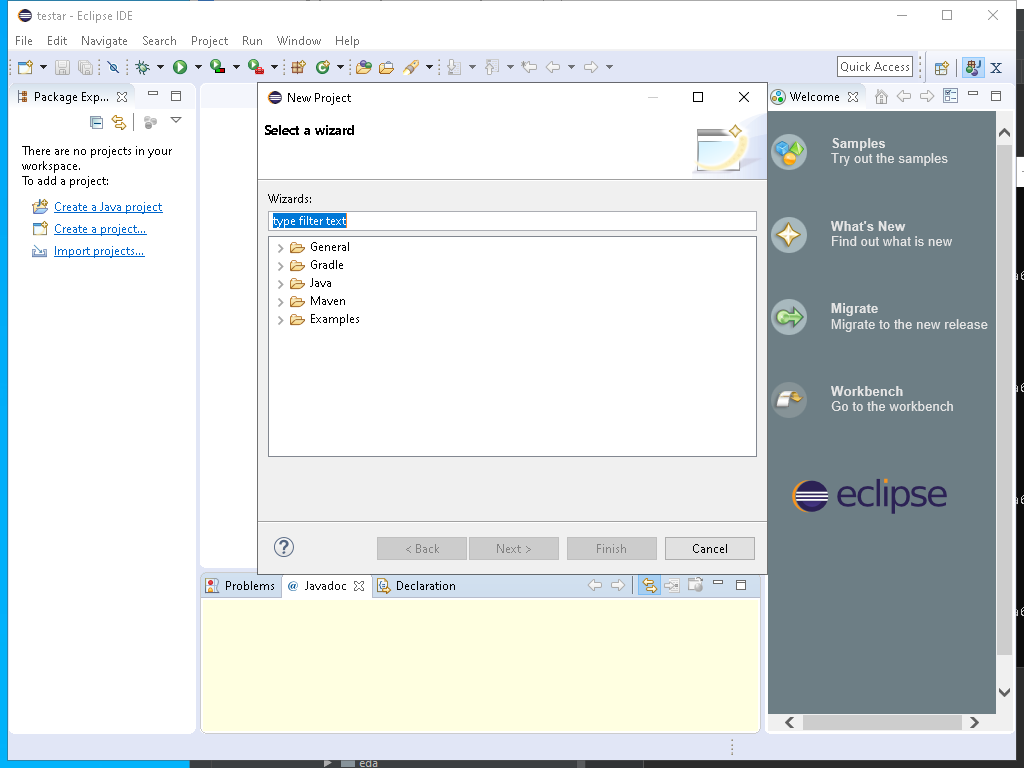 testar - Eclipse IDE
File Edit Navigate Search Project Run Window Help
Quick Access
Package Exp...
There are no projects in your
workspace.
To add a project:
Create a Java project
Create a project...
Import projects...
New Project
Select a wizard
Wizards:
type filter text
General
Gradle
Java
Maven
Examples
< Back
Next >
Finish
Cancel
Welcome
Samples
Try out the samples
What's New
Find out what is new
Migrate
Migrate to the new release
Workbench
Go to the workbench
eclipse
Problems
@ Javadoc
Declaration
eda